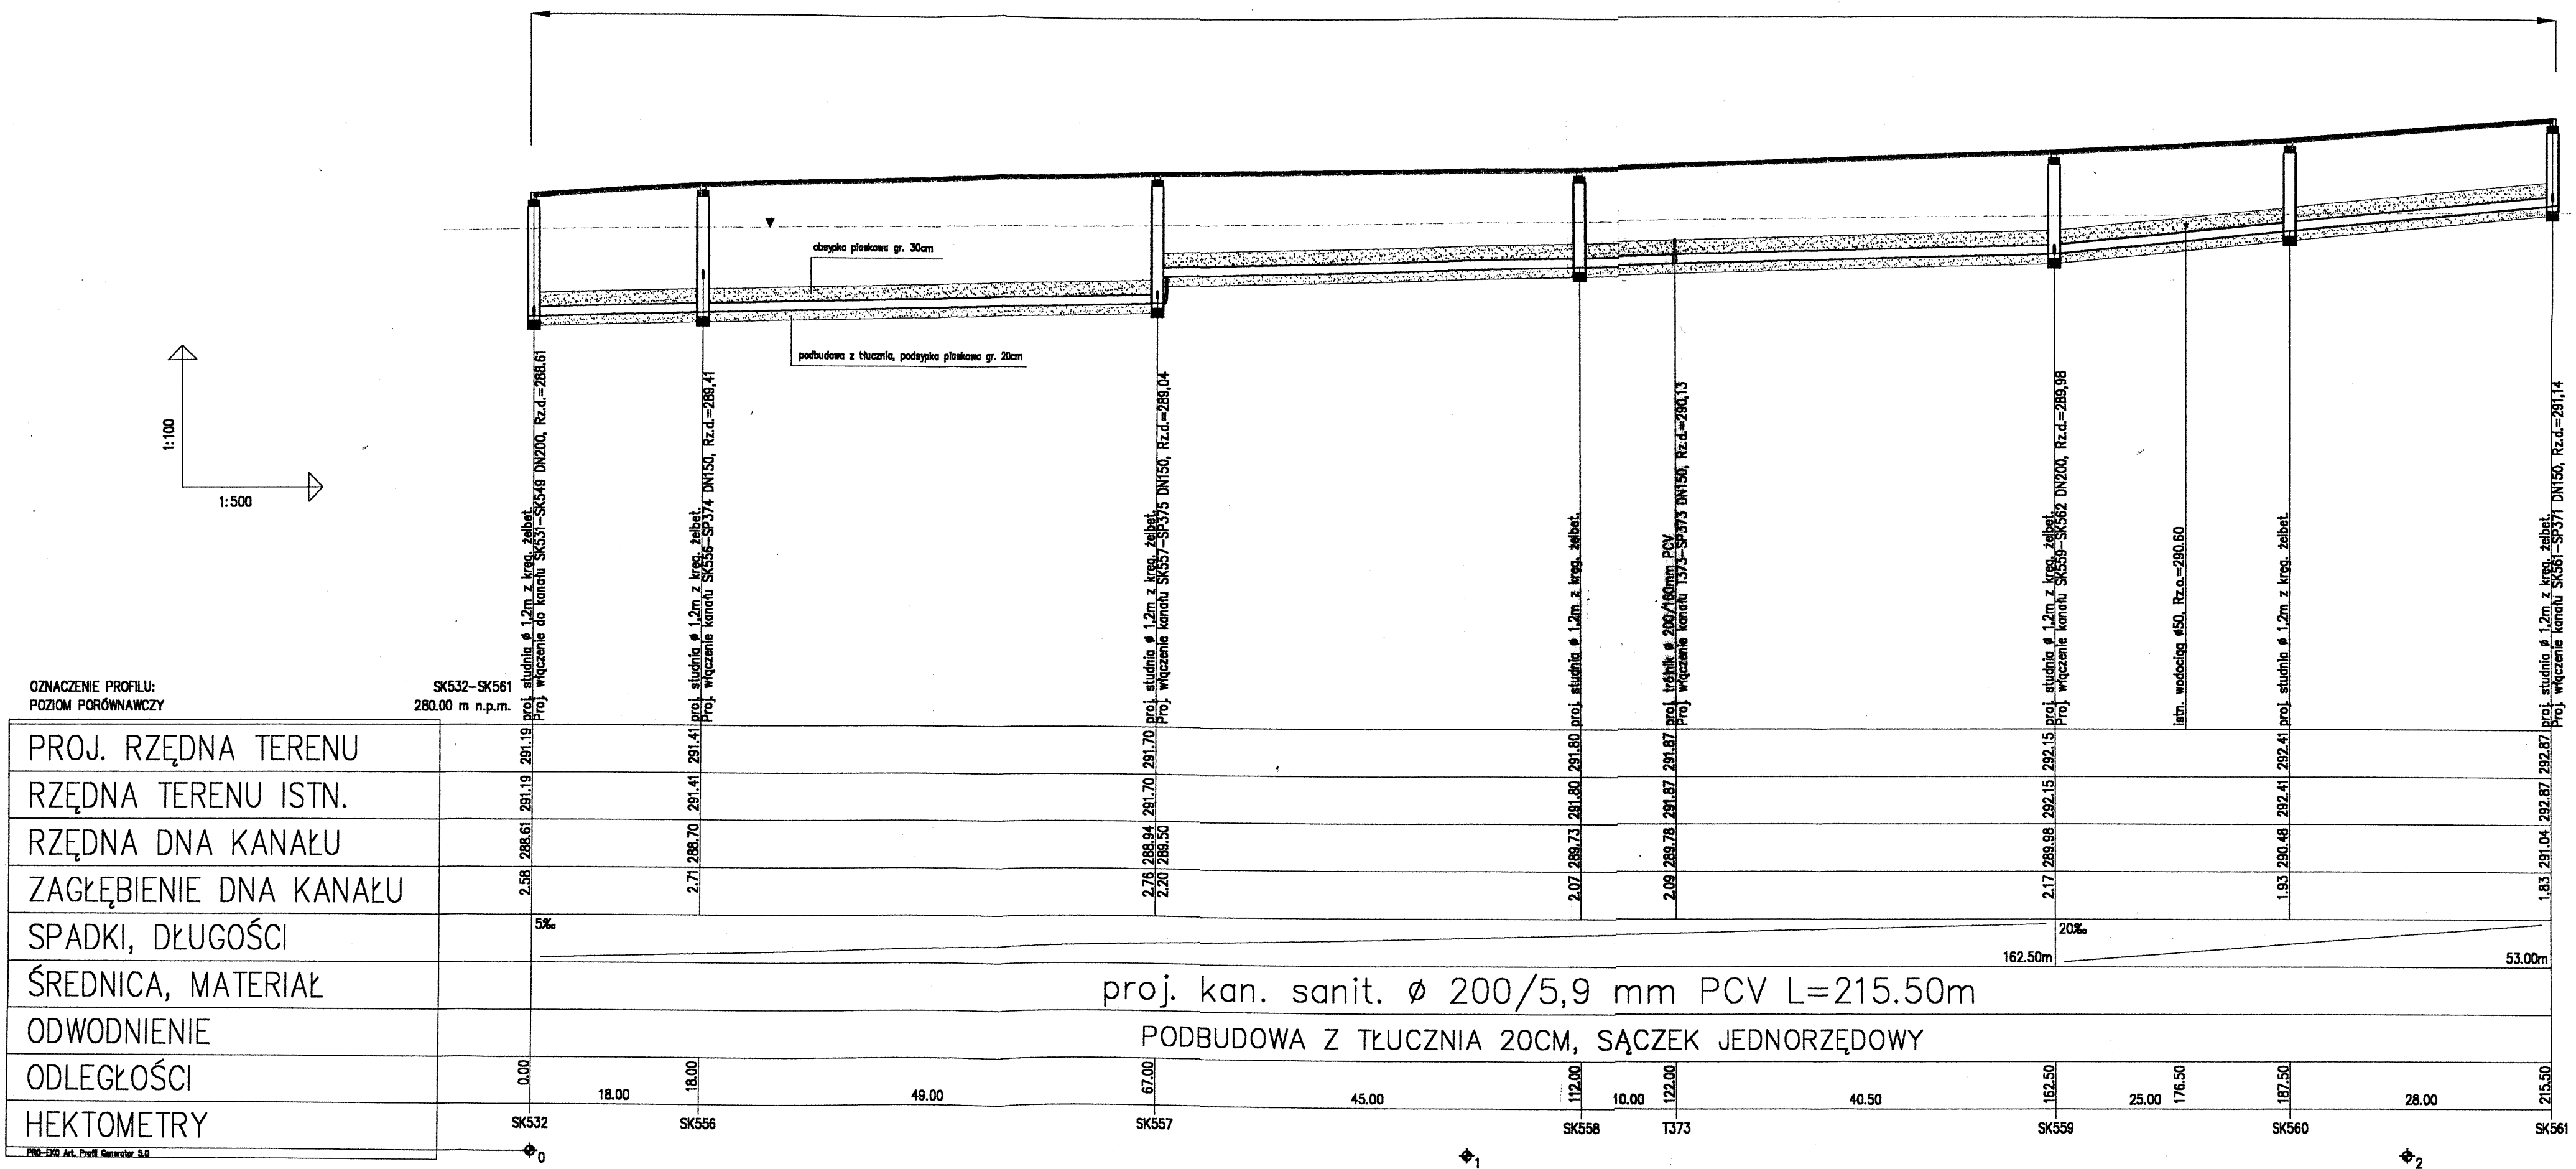 obsypka piaskowa gr. 30cm
podbudowa z tłucznia, podsypka piaskowa gr. 20cm
1:100
1:500
proj. studnia ø 1,2m z kręg. żelbet.
Proj. włączenie do kanału SK531-SK549 DN200, Rz.d.=288.61
proj. studnia ø 1,2m z kręg. żelbet.
Proj. włączenie kanału SK556-SP374 DN150, Rz.d.=289,41
proj. studnia ø 1,2m z kręg. żelbet.
Proj. włączenie kanału SK557-SP375 DN150, Rz.d.=289,04
proj. studnia ø 1,2m z kręg. żelbet.
proj. trójnik ø 200/160mm PCV
Proj. włączenie kanału T373-SP373 DN150, Rz.d.=290,13
proj. studnia ø 1,2m z kręg. żelbet.
Proj. włączenie kanału SK559-SK562 DN200, Rz.d.=289,98
istn. wodociąg ø50, Rz.o.=290.60
proj. studnia ø 1,2m z kręg. żelbet.
proj. studnia ø 1,2m z kręg. żelbet.
Proj. włączenie kanału SK561-SP371 DN150, Rz.d.=291,14
OZNACZENIE PROFILU: SK532-SK561
POZIOM PORÓWNAWCZY 280.00 m n.p.m.
PROJ. RZĘDNA TERENU 291.19 291.41 291.70 291.80 291.87 292.15 292.41 292.87
RZĘDNA TERENU ISTN. 291.19 291.41 291.70 291.80 291.87 292.15 292.41 292.87
RZĘDNA DNA KANAŁU 288.61 288.70 288.94 289.50 289.73 289.78 289.98 290.48 291.04
ZAGŁĘBIENIE DNA KANAŁU 2.58 2.71 2.76 2.20 2.07 2.09 2.17 1.93 1.83
SPADKI, DŁUGOŚCI 5‰ 162.50m 20‰ 53.00m
ŚREDNICA, MATERIAŁ proj. kan. sanit. ø 200/5,9 mm PCV L=215.50m
ODWODNIENIE PODBUDOWA Z TŁUCZNIA 20CM, SĄCZEK JEDNORZĘDOWY
ODLEGŁOŚCI 0.00 18.00 18.00 49.00 67.00 45.00 112.00 10.00 122.00 40.50 162.50 25.00 176.50 187.50 28.00 215.50
HEKTOMETRY SK532 SK556 SK557 SK558 T373 SK559 SK560 SK561
PRO-EKO Art. Profil Generator 5.0
0 1 2